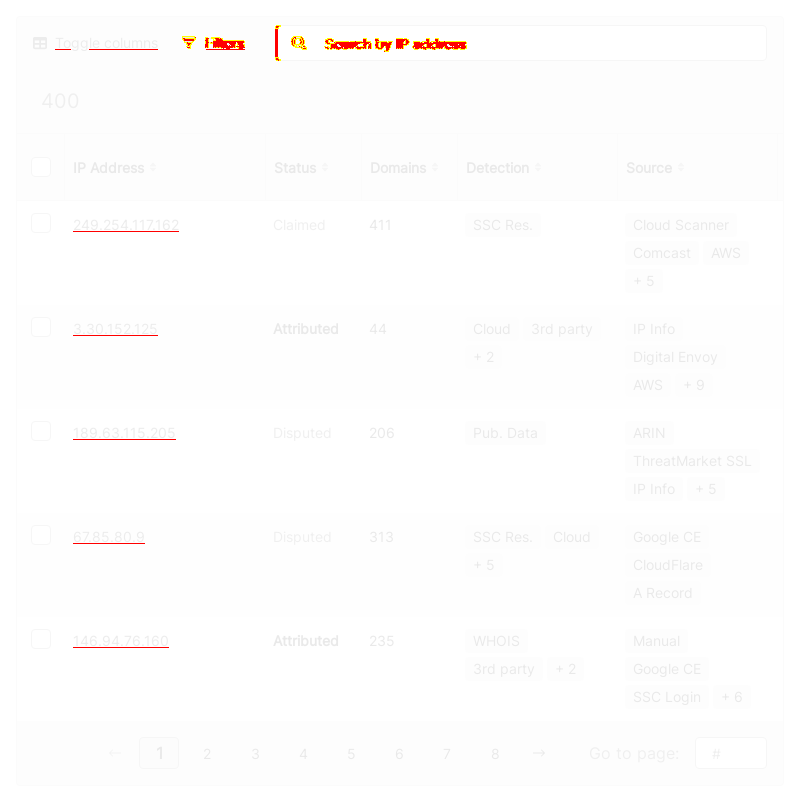 Toggle columns Filters Search by IP address
400
IP Address Status Domains Detection Source
249.254.117.162 Claimed 411 SSC Res. Cloud Scanner
Comcast AWS
+ 5
3.30.152.125 Attributed 44 Cloud 3rd party IP Info
+ 2 Digital Envoy
AWS + 9
189.63.115.205 Disputed 206 Pub. Data ARIN
ThreatMarket SSL
IP Info + 5
67.85.80.9 Disputed 313 SSC Res. Cloud Google CE
+ 5 CloudFlare
A Record
146.94.76.160 Attributed 235 WHOIS Manual
3rd party + 2 Google CE
SSC Login + 6
← 1 2 3 4 5 6 7 8 → Go to page: #